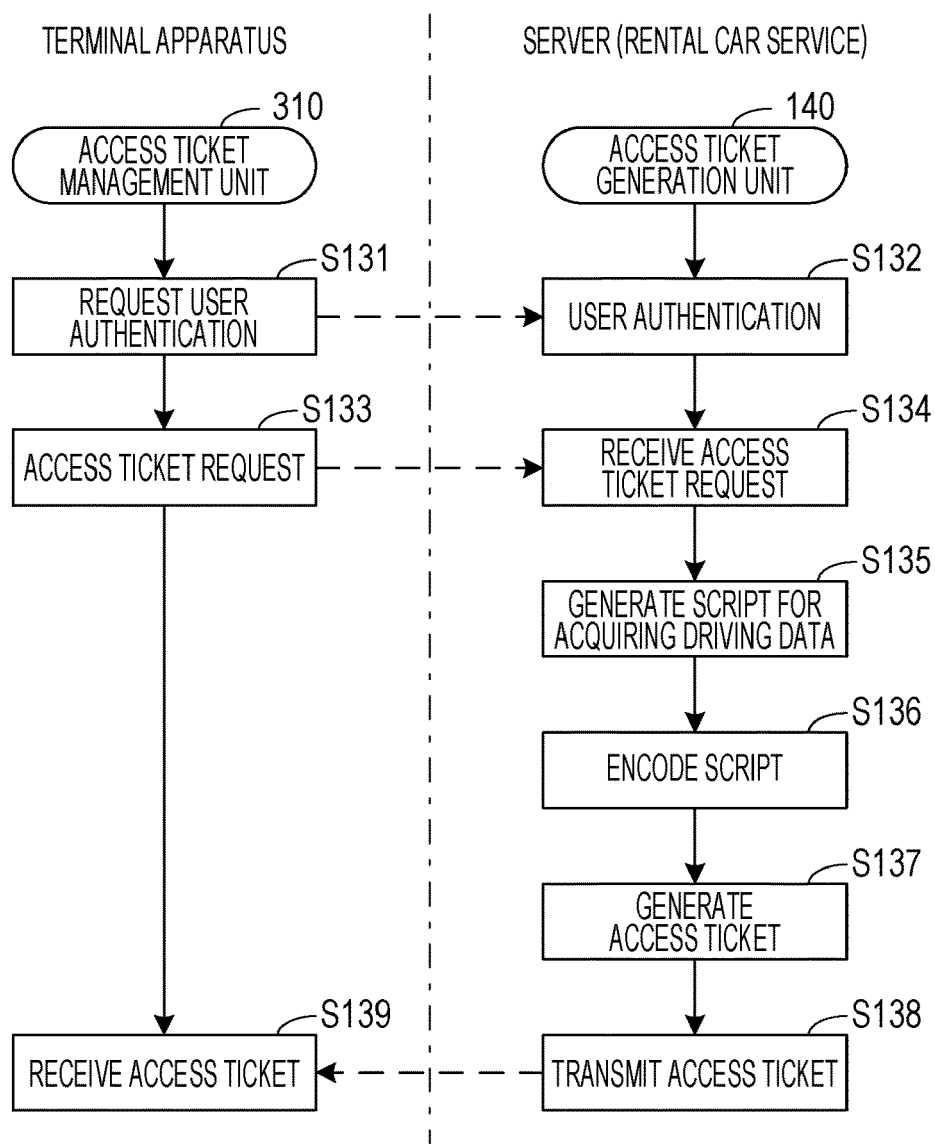 TERMINAL APPARATUS
SERVER (RENTAL CAR SERVICE)
310
140
ACCESS TICKET
MANAGEMENT UNIT
ACCESS TICKET
GENERATION UNIT
S131
S132
REQUEST USER
AUTHENTICATION
USER AUTHENTICATION
S133
S134
ACCESS TICKET REQUEST
RECEIVE ACCESS
TICKET REQUEST
S135
GENERATE SCRIPT FOR
ACQUIRING DRIVING DATA
S136
ENCODE SCRIPT
S137
GENERATE
ACCESS TICKET
S139
S138
RECEIVE ACCESS TICKET
TRANSMIT ACCESS TICKET